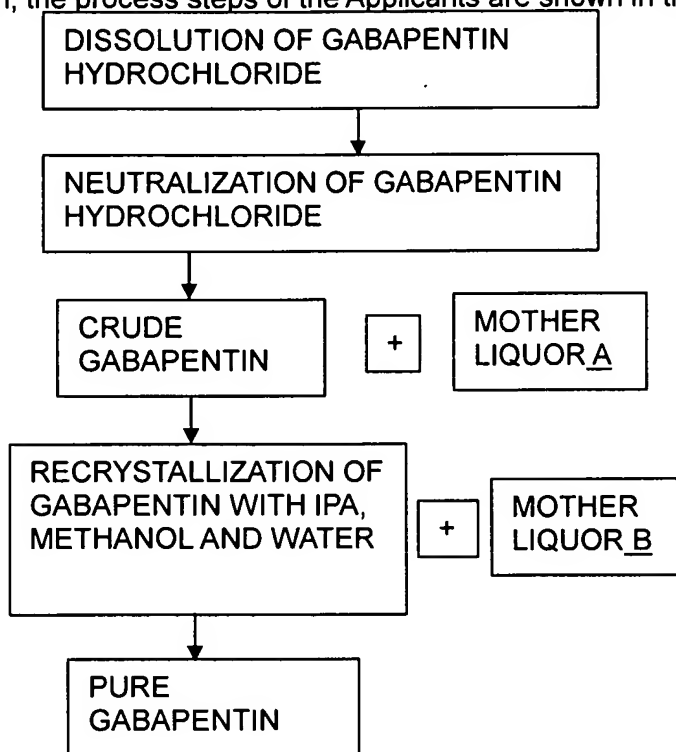 the process steps of the Applicants are shown in
DISSOLUTION OF GABAPENTIN
HYDROCHLORIDE
NEUTRALIZATION OF GABAPENTIN
HYDROCHLORIDE
CRUDE
GABAPENTIN
+
MOTHER
LIQUOR A
RECRYSTALLIZATION OF
GABAPENTIN WITH IPA,
METHANOL AND WATER
+
MOTHER
LIQUOR B
PURE
GABAPENTIN